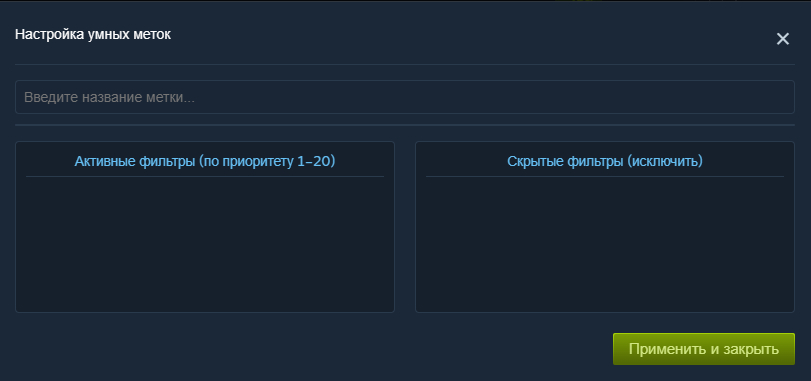 Настройка умных меток
Введите название метки...
Активные фильтры (по приоритету 1–20)
Скрытые фильтры (исключить)
Применить и закрыть